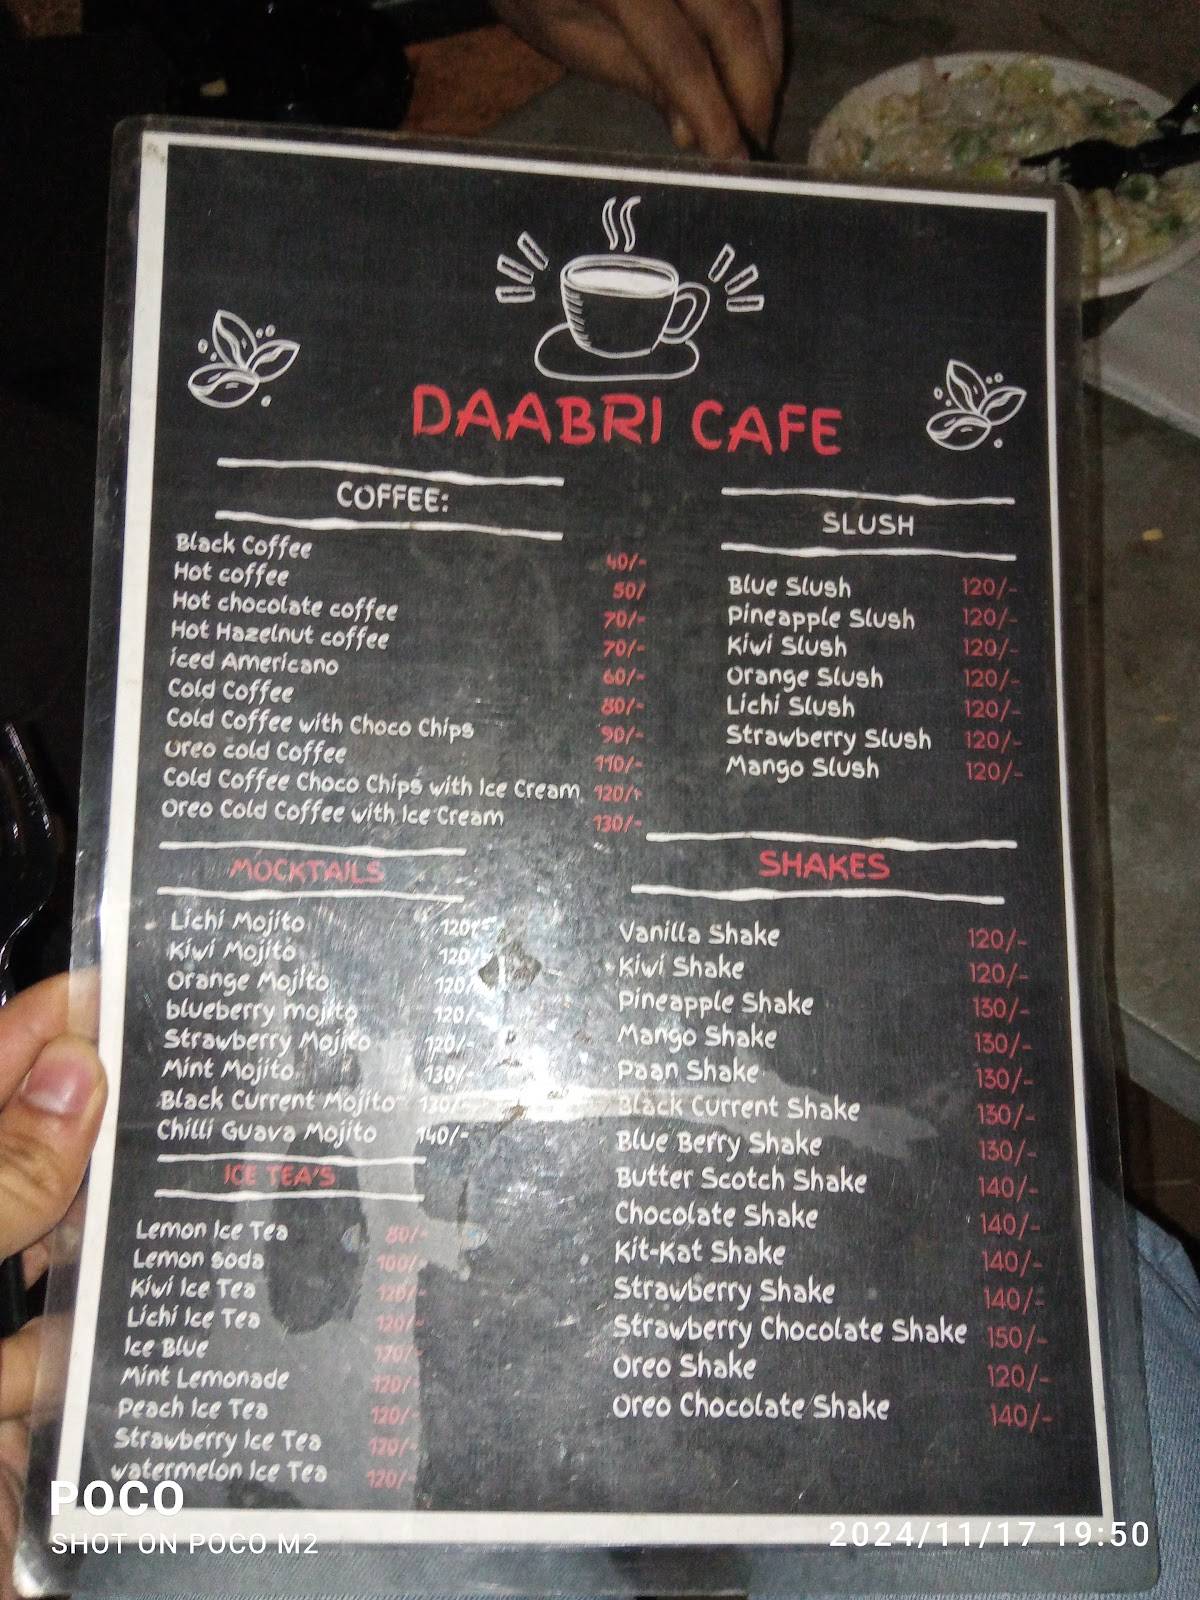 DAABRI CAFE
COFFEE:
Black Coffee 40/-
Hot coffee 50/
Hot chocolate coffee 70/-
Hot Hazelnut coffee 70/-
iced Americano 60/-
Cold Coffee 80/-
Cold Coffee with Choco Chips 90/-
oreo cold Coffee 110/-
Cold Coffee Choco Chips with Ice Cream 120/-
Oreo Cold Coffee with Ice Cream 130/-
SLUSH
Blue Slush 120/-
Pineapple Slush 120/-
Kiwi Slush 120/-
Orange Slush 120/-
Lichi Slush 120/-
Strawberry Slush 120/-
Mango Slush 120/-
MOCKTAILS
Lichi Mojito 120/-
Kiwi Mojito 120/-
Orange Mojito 120/
blueberry mojito 120/-
Strawberry Mojito 120/-
Mint Mojito 130/-
Black Current Mojito 130/-
Chilli Guava Mojito 140/-
ICE TEA'S
Lemon Ice Tea 80/-
Lemon soda 100/-
Kiwi Ice Tea 120/-
Lichi Ice Tea 120/-
Ice Blue 120/-
Mint Lemonade 120/-
Peach Ice Tea 120/-
Strawberry Ice Tea 120/-
watermelon Ice Tea 120/-
SHAKES
Vanilla Shake 120/-
Kiwi Shake 120/-
Pineapple Shake 130/-
Mango Shake 130/-
Paan Shake 130/-
Black Current Shake 130/-
Blue Berry Shake 130/-
Butter Scotch Shake 140/-
Chocolate Shake 140/-
Kit-Kat Shake 140/-
Strawberry Shake 140/-
Strawberry Chocolate Shake 150/-
Oreo Shake 120/-
Oreo Chocolate Shake 140/-
POCO
SHOT ON POCO M2
2024/11/17 19:50